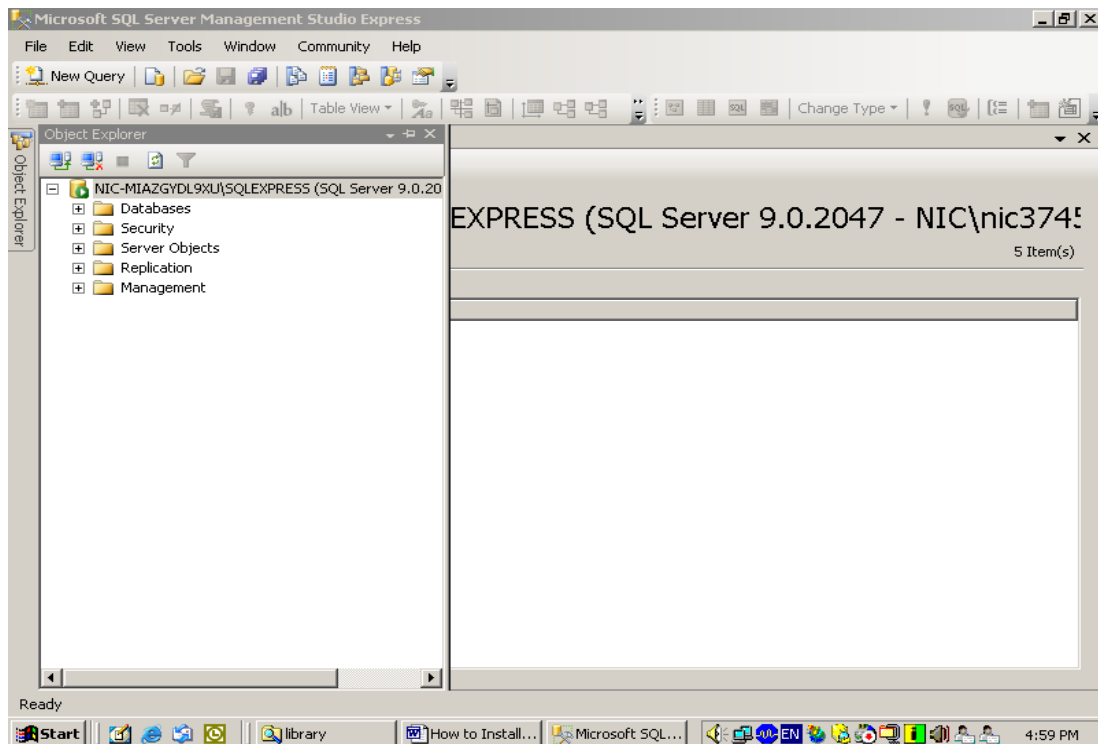 Microsoft SQL Server Management Studio Express
File Edit View Tools Window Community Help
New Query
Table View
Change Type
Object Explorer
Object Explorer
NIC-MIAZGYDL9XU\SQLEXPRESS (SQL Server 9.0.20
Databases
Security
Server Objects
Replication
Management
EXPRESS (SQL Server 9.0.2047 - NIC\nic3745
5 Item(s)
Ready
Start library How to Install... Microsoft SQL... EN 4:59 PM